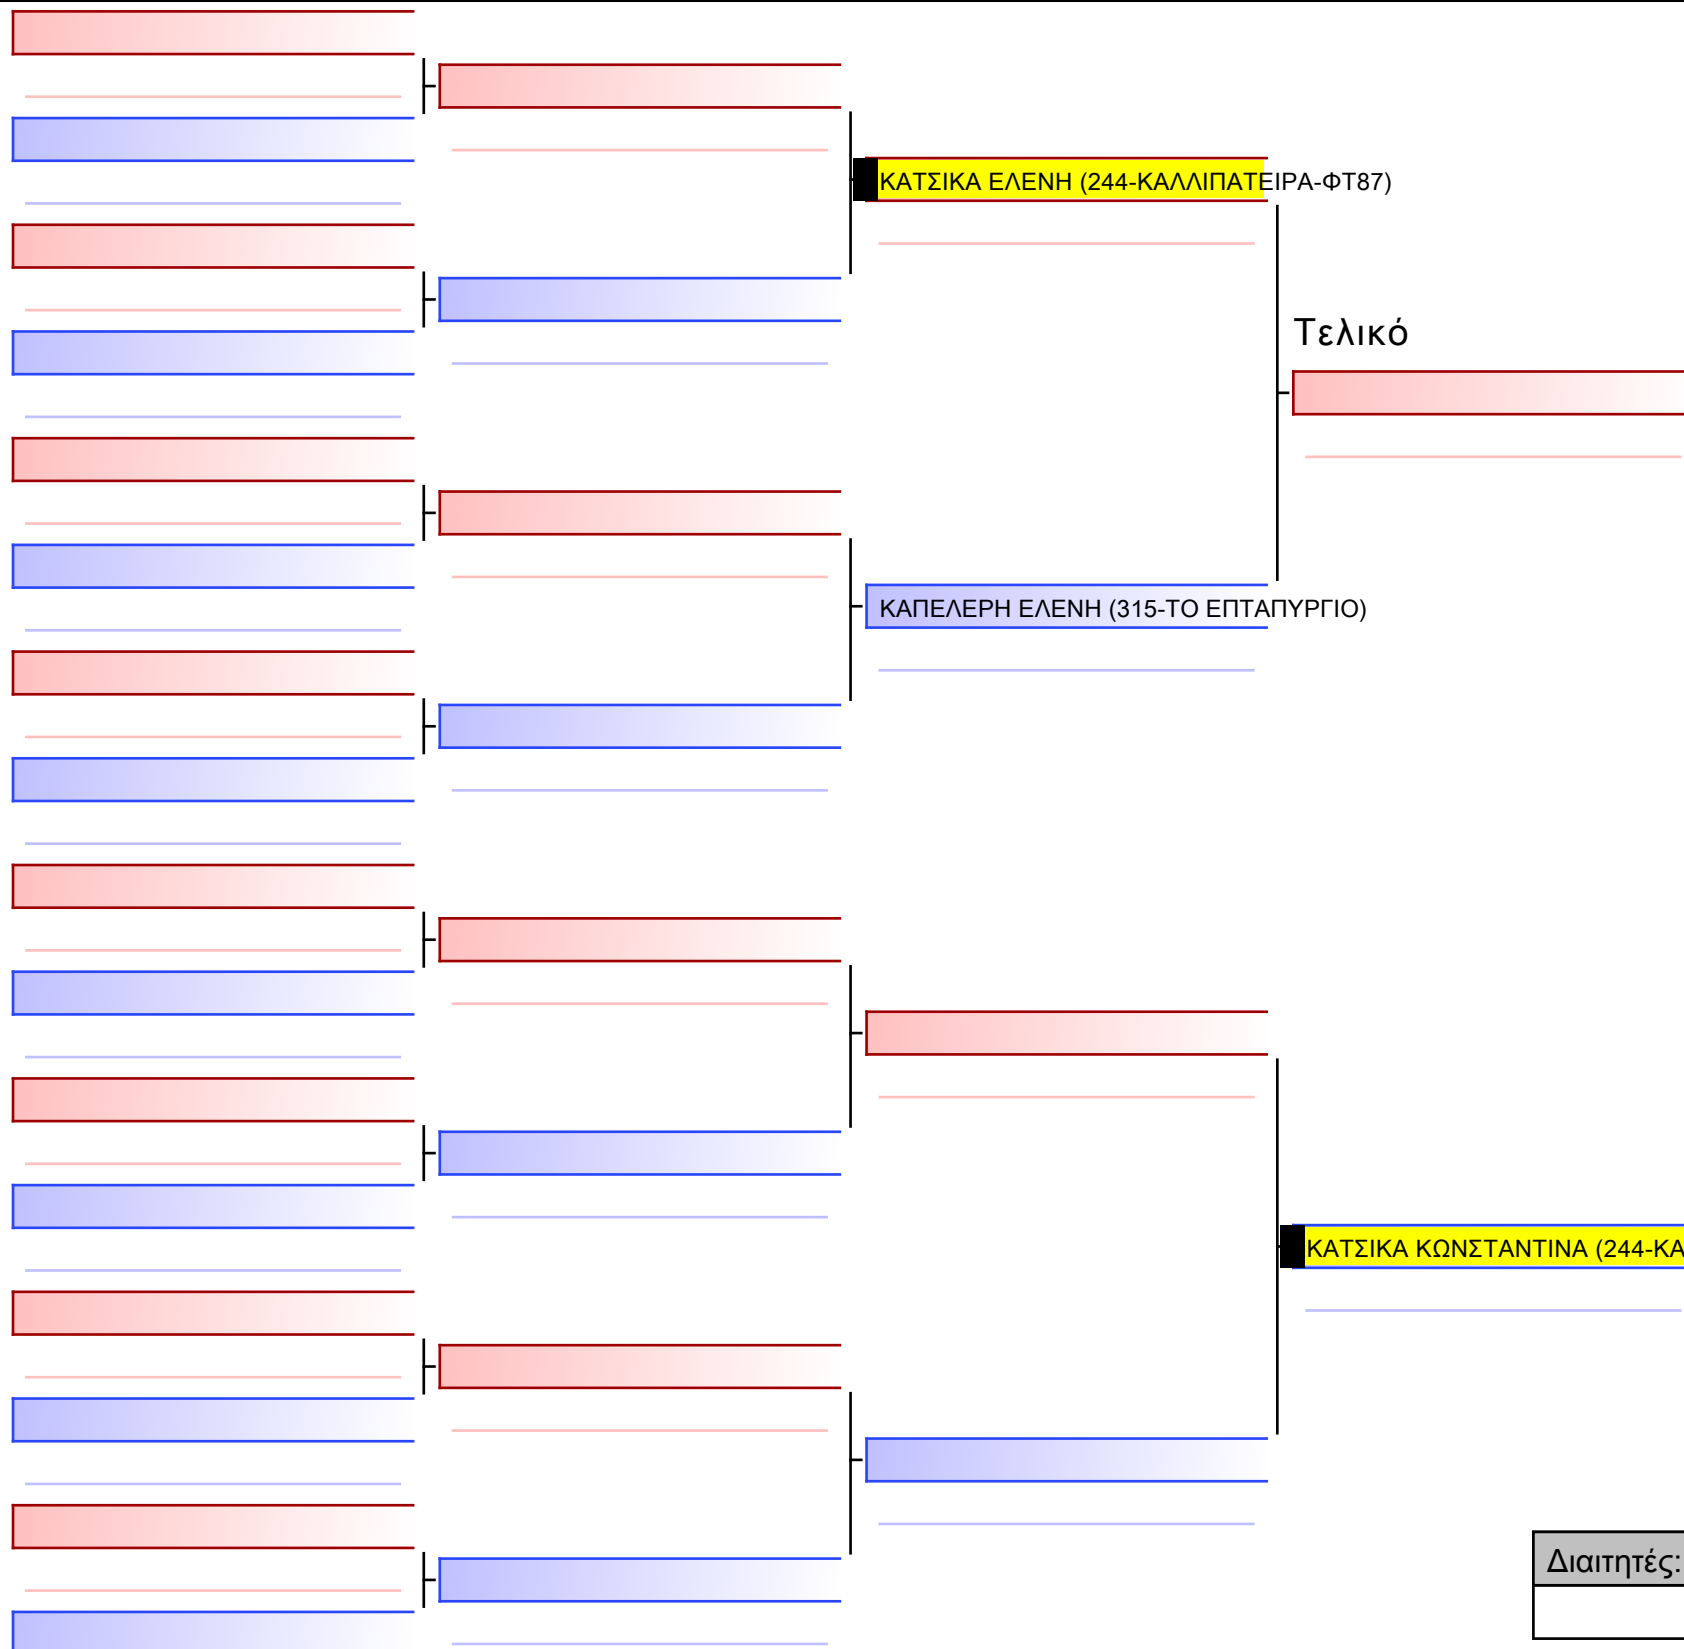 ΚΑΤΣΙΚΑ ΕΛΕΝΗ (244-ΚΑΛΛΙΠΑΤΕΙΡΑ-ΦΤ87)
Τελικό
ΚΑΠΕΛΕΡΗ ΕΛΕΝΗ (315-ΤΟ ΕΠΤΑΠΥΡΓΙΟ)
ΚΑΤΣΙΚΑ ΚΩΝΣΤΑΝΤΙΝΑ (244-ΚΑ
Διαιτητές: